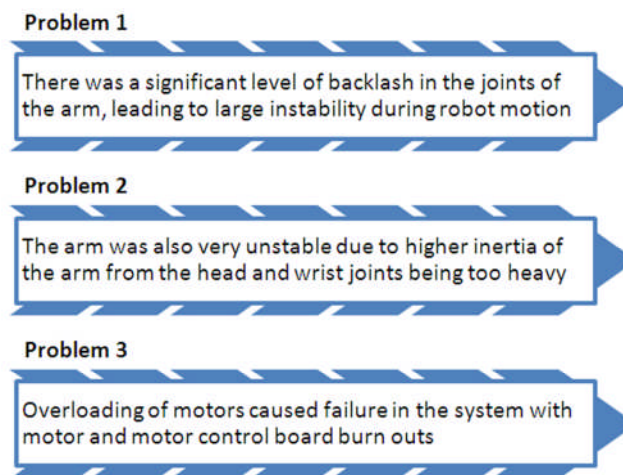 Problem 1
There was a significant level of backlash in the joints of
the arm, leading to large instability during robot motion
Problem 2
The arm was also very unstable due to higher inertia of
the arm from the head and wrist joints being too heavy
Problem 3
Overloading of motors caused failure in the system with
motor and motor control board burn outs